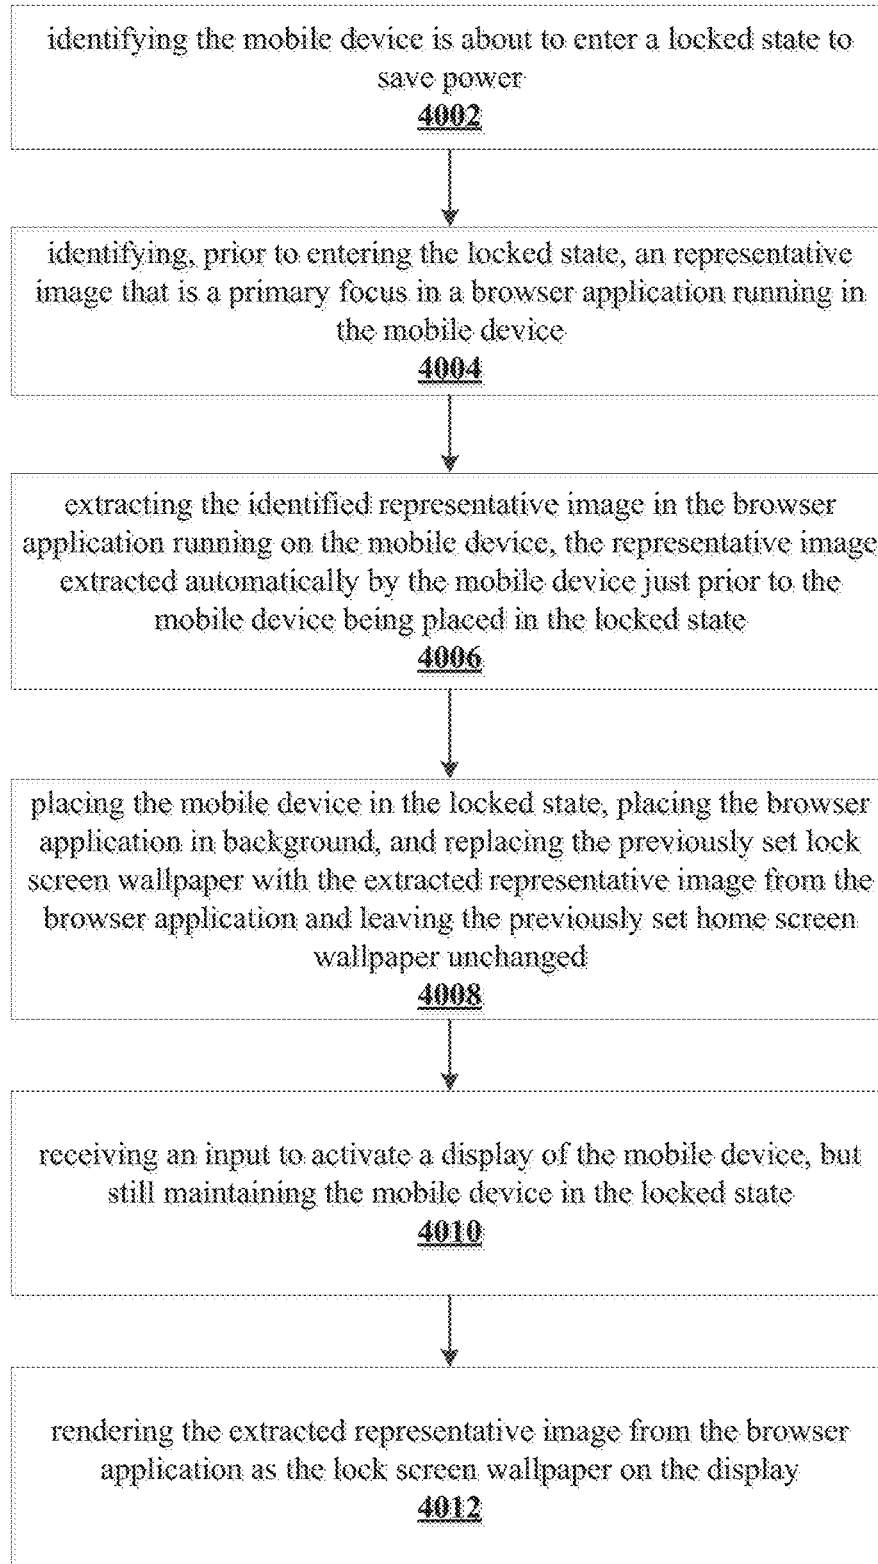 identifying the mobile device is about to enter a locked state to
save power
4002
identifying, prior to entering the locked state, an representative
image that is a primary focus in a browser application running in
the mobile device
4004
extracting the identified representative image in the browser
application running on the mobile device, the representative image
extracted automatically by the mobile device just prior to the
mobile device being placed in the locked state
4006
placing the mobile device in the locked state, placing the browser
application in background, and replacing the previously set lock
screen wallpaper with the extracted representative image from the
browser application and leaving the previously set home screen
wallpaper unchanged
4008
receiving an input to activate a display of the mobile device, but
still maintaining the mobile device in the locked state
4010
rendering the extracted representative image from the browser
application as the lock screen wallpaper on the display
4012